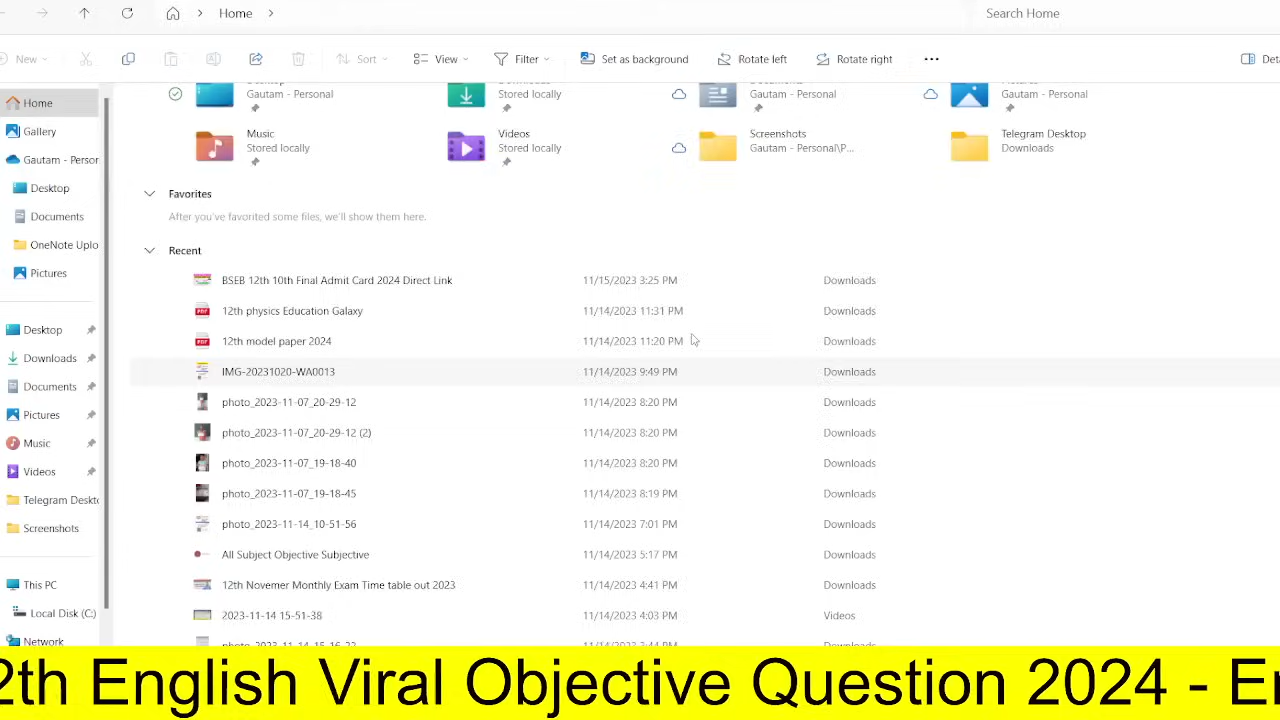 Home
Search Home
New
Sort
View
Filter
Set as background
Rotate left
Rotate right
Home
Gallery
Gautam - Persor
Desktop
Documents
OneNote Uplo
Pictures
Desktop
Downloads
Documents
Pictures
Music
Videos
Telegram Deskto
Screenshots
This PC
Local Disk (C:)
Network
Gautam - Personal
Stored locally
Gautam - Personal
Gautam - Personal
Music
Stored locally
Videos
Stored locally
Screenshots
Gautam - Personal\P...
Telegram Desktop
Downloads
Favorites
After you've favorited some files, we'll show them here.
Recent
BSEB 12th 10th Final Admit Card 2024 Direct Link 11/15/2023 3:25 PM Downloads
12th physics Education Galaxy 11/14/2023 11:31 PM Downloads
12th model paper 2024 11/14/2023 11:20 PM Downloads
IMG-20231020-WA0013 11/14/2023 9:49 PM Downloads
photo_2023-11-07_20-29-12 11/14/2023 8:20 PM Downloads
photo_2023-11-07_20-29-12 (2) 11/14/2023 8:20 PM Downloads
photo_2023-11-07_19-18-40 11/14/2023 8:20 PM Downloads
photo_2023-11-07_19-18-45 11/14/2023 8:19 PM Downloads
photo_2023-11-14_10-51-56 11/14/2023 7:01 PM Downloads
All Subject Objective Subjective 11/14/2023 5:17 PM Downloads
12th Novemer Monthly Exam Time table out 2023 11/14/2023 4:41 PM Downloads
2023-11-14 15-51-38 11/14/2023 4:03 PM Videos
2th English Viral Objective Question 2024 - En